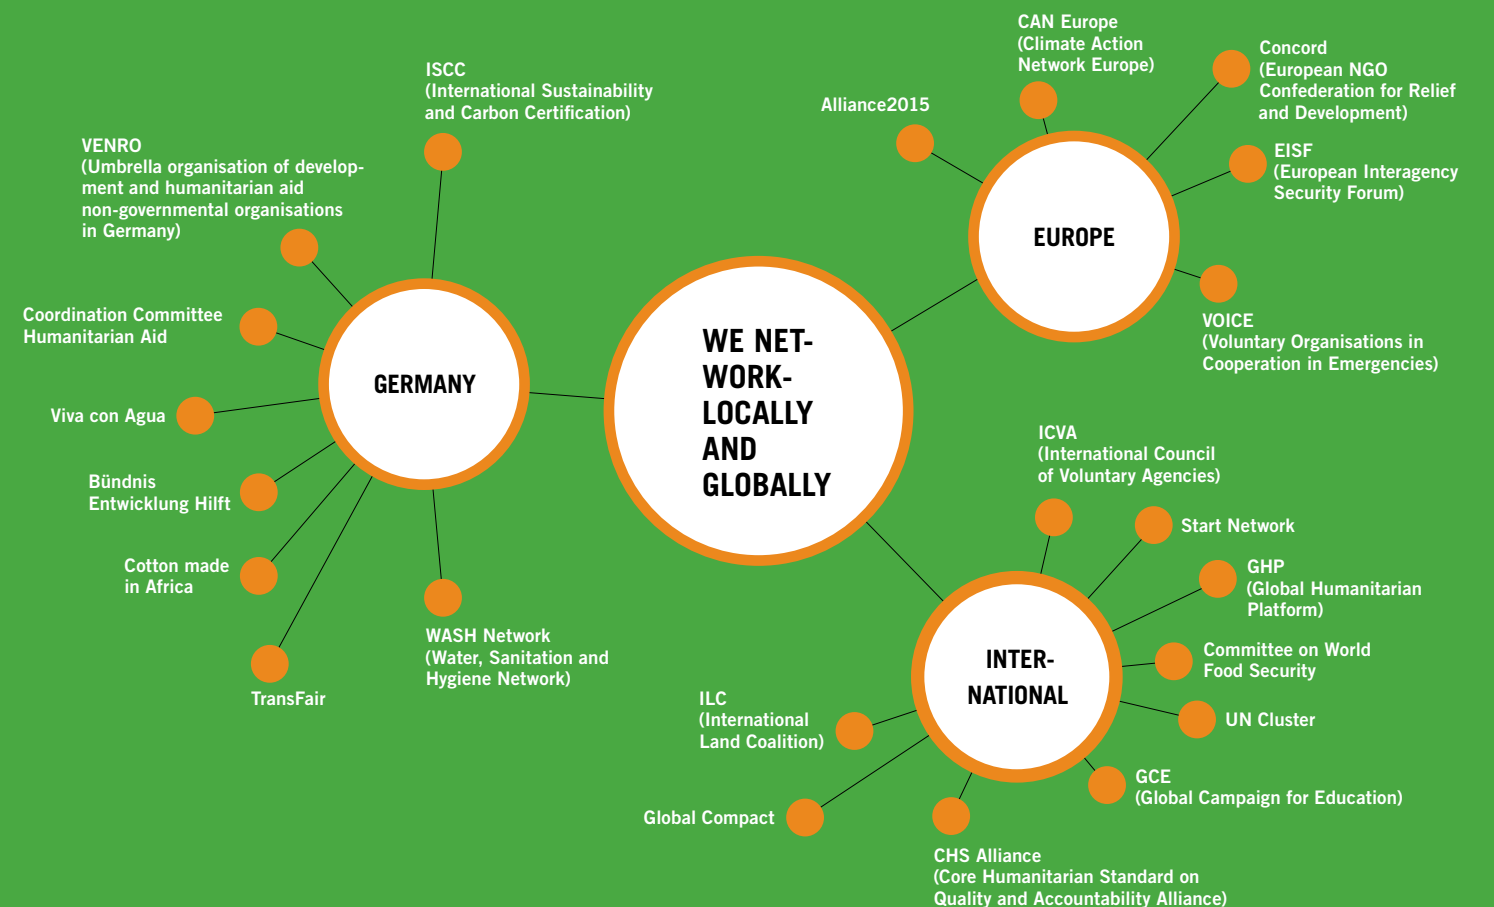 CAN Europe
(Climate Action
Network Europe)
Concord
(European NGO
Confederation for Relief
and Development)
Alliance2015
EISF
(European Interagency
Security Forum)
EUROPE
VOICE
(Voluntary Organisations in
Cooperation in Emergencies)
ISCC
(International Sustainability
and Carbon Certification)
VENRO
(Umbrella organisation of develop-
ment and humanitarian aid
non-governmental organisations
in Germany)
Coordination Committee
Humanitarian Aid
GERMANY
Viva con Agua
Bündnis
Entwicklung Hilft
Cotton made
in Africa
TransFair
WASH Network
(Water, Sanitation and
Hygiene Network)
WE NET-
WORK-
LOCALLY
AND
GLOBALLY
ICVA
(International Council
of Voluntary Agencies)
Start Network
GHP
(Global Humanitarian
Platform)
Committee on World
Food Security
INTER-
NATIONAL
UN Cluster
ILC
(International
Land Coalition)
GCE
(Global Campaign for Education)
Global Compact
CHS Alliance
(Core Humanitarian Standard on
Quality and Accountability Alliance)